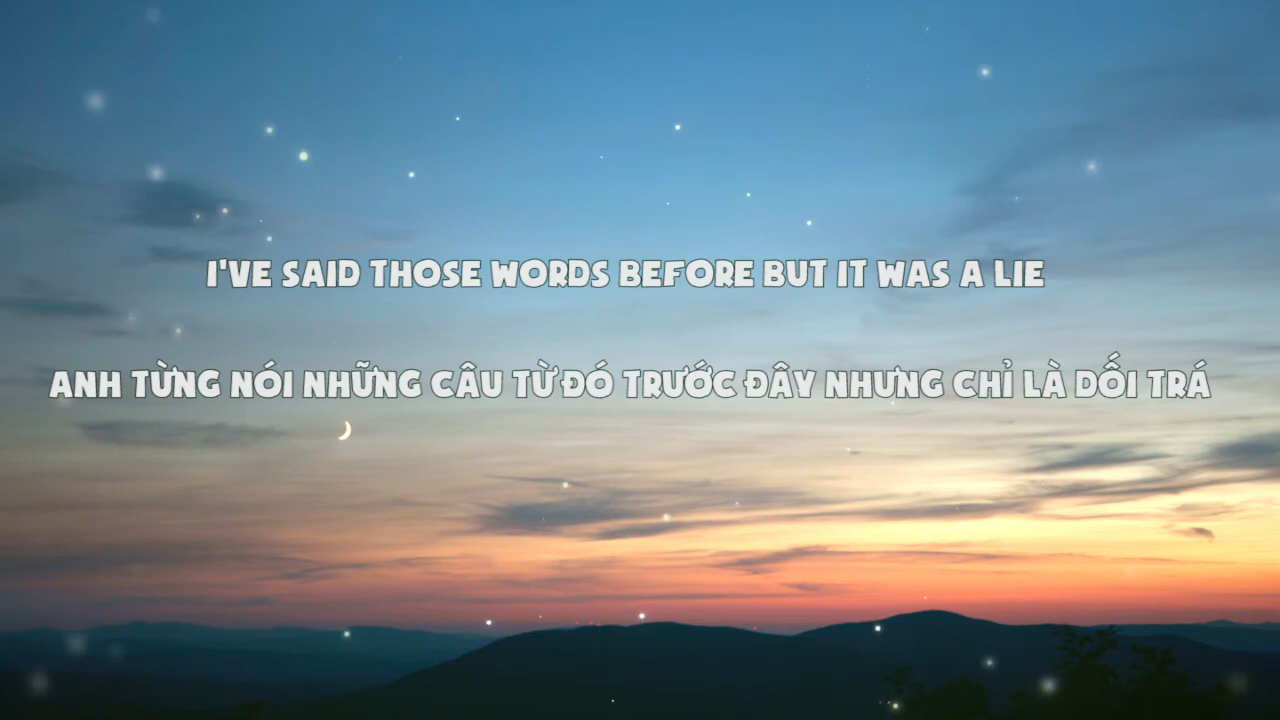 I'VE SAID THOSE WORDS BEFORE BUT IT WAS A LIE
ANH TỪNG NÓI NHỮNG CÂU TỪ ĐÓ TRƯỚC ĐÂY NHƯNG CHỈ LÀ DỐI TRÁ